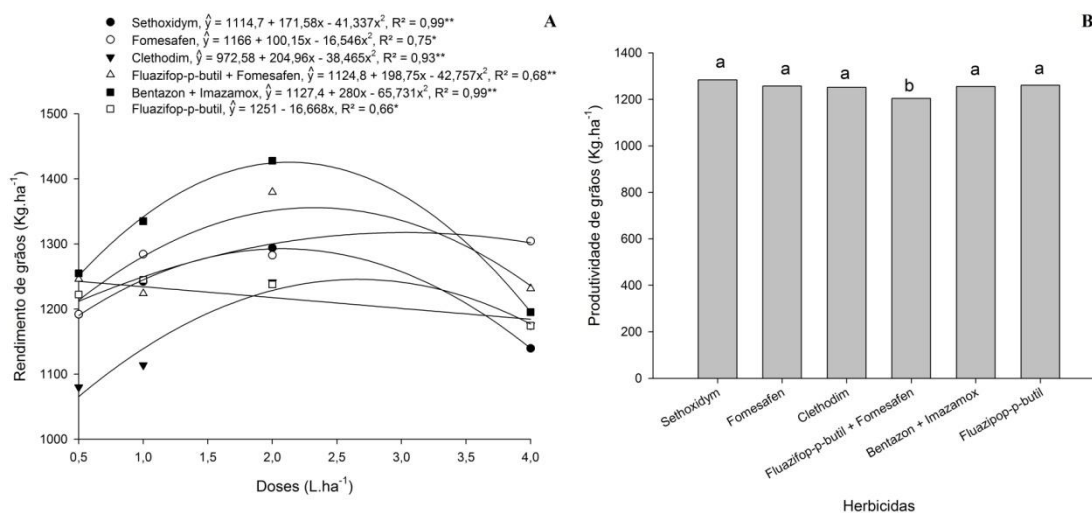 Sethoxidym, ŷ = 1114,7 + 171,58x - 41,337x², R² = 0,99**
Fomesafen, ŷ = 1166 + 100,15x - 16,546x², R² = 0,75*
Clethodim, ŷ = 972,58 + 204,96x - 38,465x², R² = 0,93**
Fluazifop-p-butil + Fomesafen, ŷ = 1124,8 + 198,75x - 42,757x², R² = 0,68**
Bentazon + Imazamox, ŷ = 1127,4 + 280x - 65,731x², R² = 0,99**
Fluazifop-p-butil, ŷ = 1251 - 16,668x, R² = 0,66*
A
Rendimento de grãos (Kg.ha⁻¹)
1500
1400
1300
1200
1100
1000
0,5 1,0 1,5 2,0 2,5 3,0 3,5 4,0
Doses (L.ha⁻¹)
B
Produtividade de grãos (Kg.ha⁻¹)
1400
1200
1000
800
600
400
200
0
a a a b a a
Sethoxidym
Fomesafen
Clethodim
Fluazifop-p-butil + Fomesafen
Bentazon + Imazamox
Fluazipop-p-butil
Herbicidas